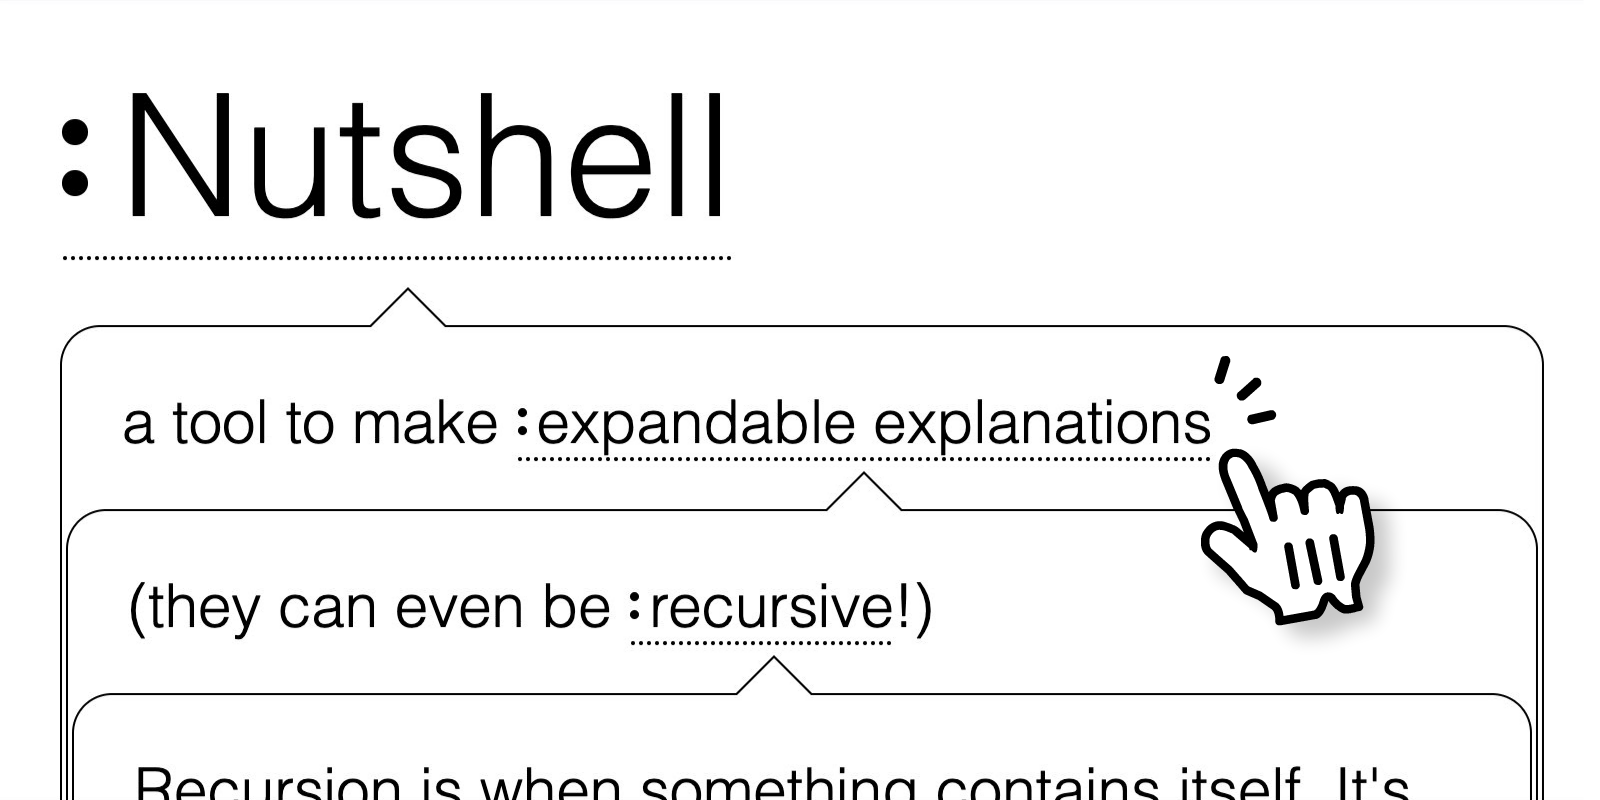 :Nutshell
a tool to make :expandable explanations
(they can even be :recursive!)
Recursion is when something contains itself. It's